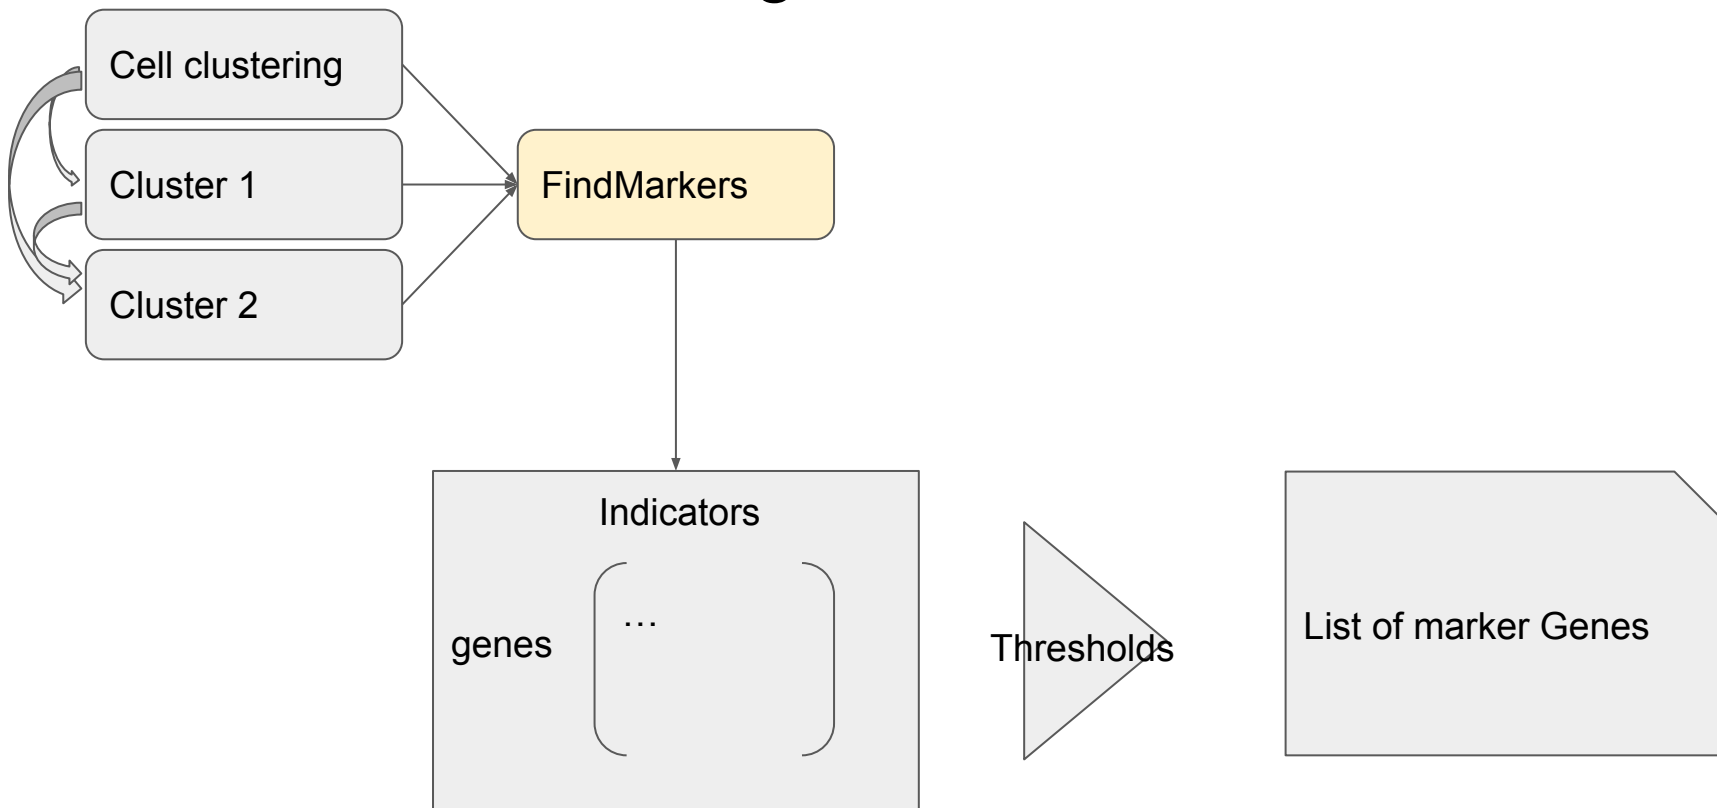 Cell clustering
Cluster 1
FindMarkers
Cluster 2
Indicators
genes
…
Thresholds
List of marker Genes